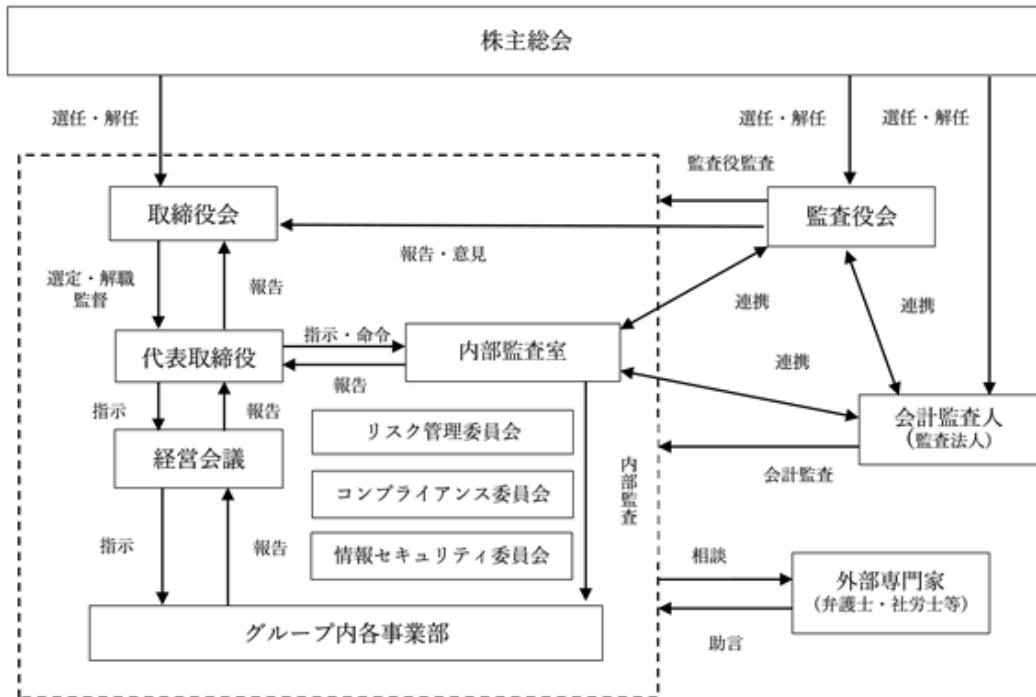 株主総会
選任・解任
選任・解任
選任・解任
監査役監査
取締役会
監査役会
報告・意見
選定・解職
監督
報告
連携
連携
指示・命令
代表取締役
内部監査室
報告
連携
指示
報告
リスク管理委員会
会計監査人
(監査法人)
経営会議
会計監査
内部監査
コンプライアンス委員会
指示
報告
情報セキュリティ委員会
相談
外部専門家
(弁護士・社労士等)
グループ内各事業部
助言